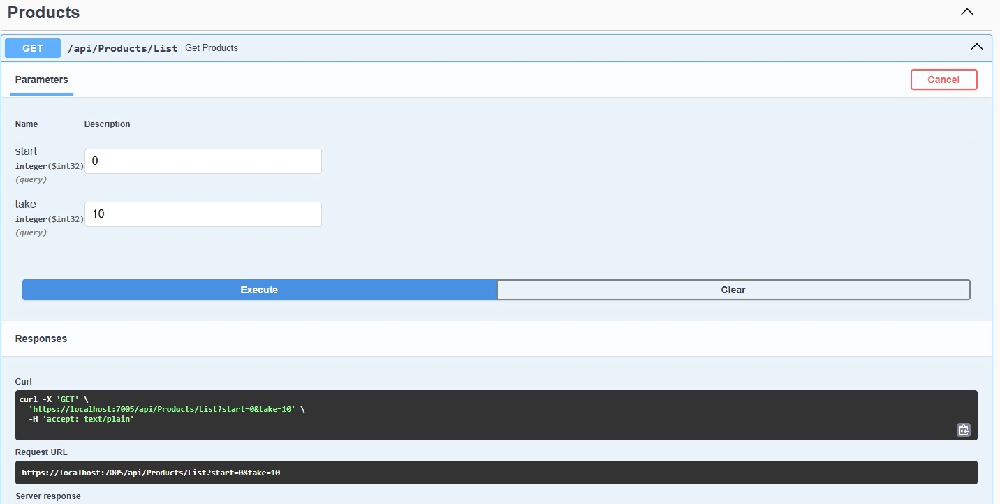 Products
GET /api/Products/List Get Products
Parameters
Cancel
Name Description
start
integer($int32)
(query)
0
take
integer($int32)
(query)
10
Execute
Clear
Responses
Curl
curl -X 'GET' \
'https://localhost:7005/api/Products/List?start=0&take=10' \
-H 'accept: text/plain'
Request URL
https://localhost:7005/api/Products/List?start=0&take=10
Server response